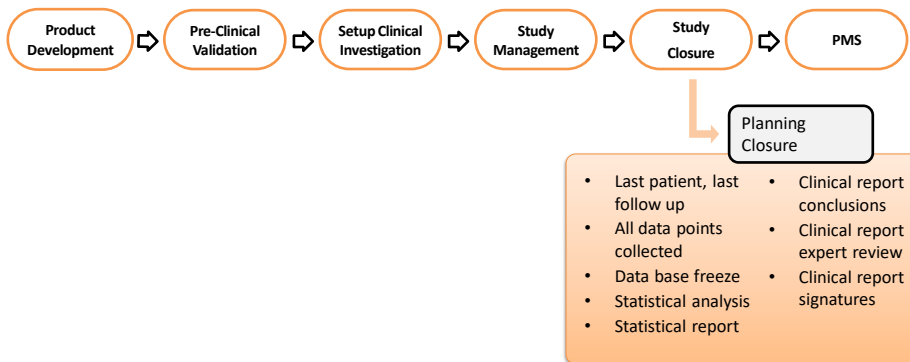 Product
Development
Pre-Clinical
Validation
Setup Clinical
Investigation
Study
Management
Study
Closure
PMS
Planning
Closure
• Last patient, last
follow up
• All data points
collected
• Data base freeze
• Statistical analysis
• Statistical report
• Clinical report
conclusions
• Clinical report
expert review
• Clinical report
signatures